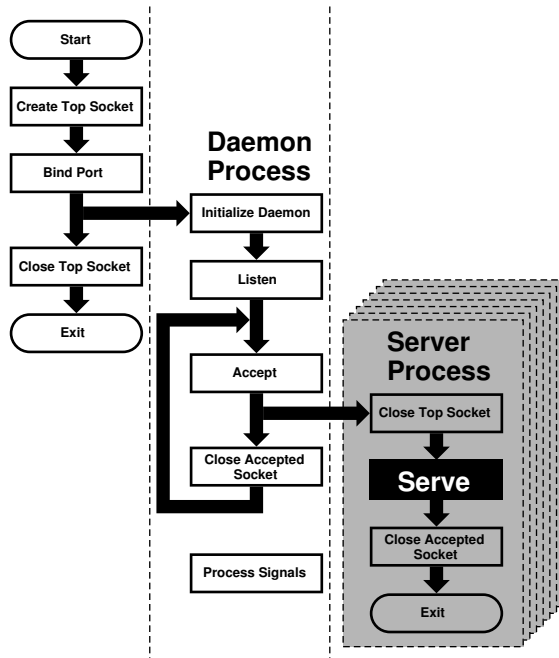 Start
Create Top Socket
Bind Port
Close Top Socket
Exit
Daemon
Process
Initialize Daemon
Listen
Accept
Close Accepted
Socket
Process Signals
Server
Process
Close Top Socket
Serve
Close Accepted
Socket
Exit